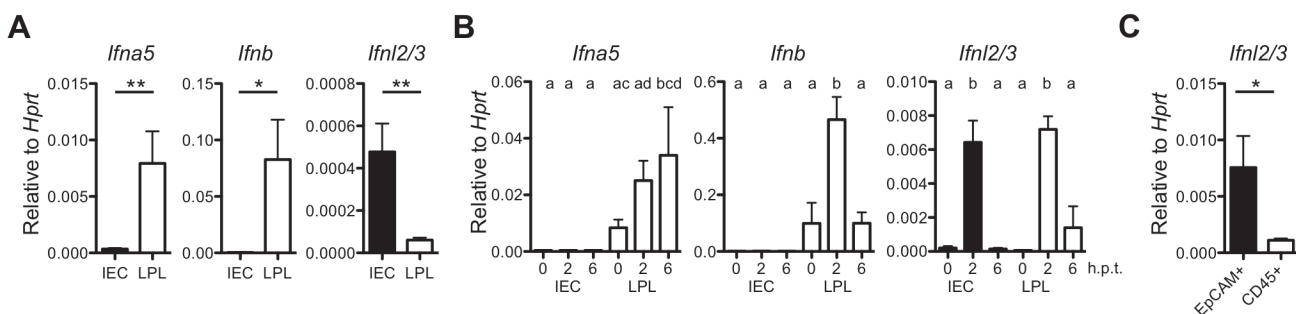 A
Ifna5
Ifnb
Ifnl2/3
Relative to Hprt
0.015
0.010
0.005
0.000
**
IEC LPL
0.15
0.10
0.05
0.00
*
IEC LPL
0.0008
0.0006
0.0004
0.0002
0.0000
**
IEC LPL
B
Ifna5
Ifnb
Ifnl2/3
Relative to Hprt
0.06
0.04
0.02
0.00
a a a ac ad bcd
0 2 6 0 2 6
IEC LPL
0.6
0.4
0.2
0.0
a a a a b a
0 2 6 0 2 6
IEC LPL
0.010
0.008
0.006
0.004
0.002
0.000
a b a a b a
0 2 6 0 2 6 h.p.t.
IEC LPL
C
Ifnl2/3
Relative to Hprt
0.015
0.010
0.005
0.000
*
EpCAM+
CD45+